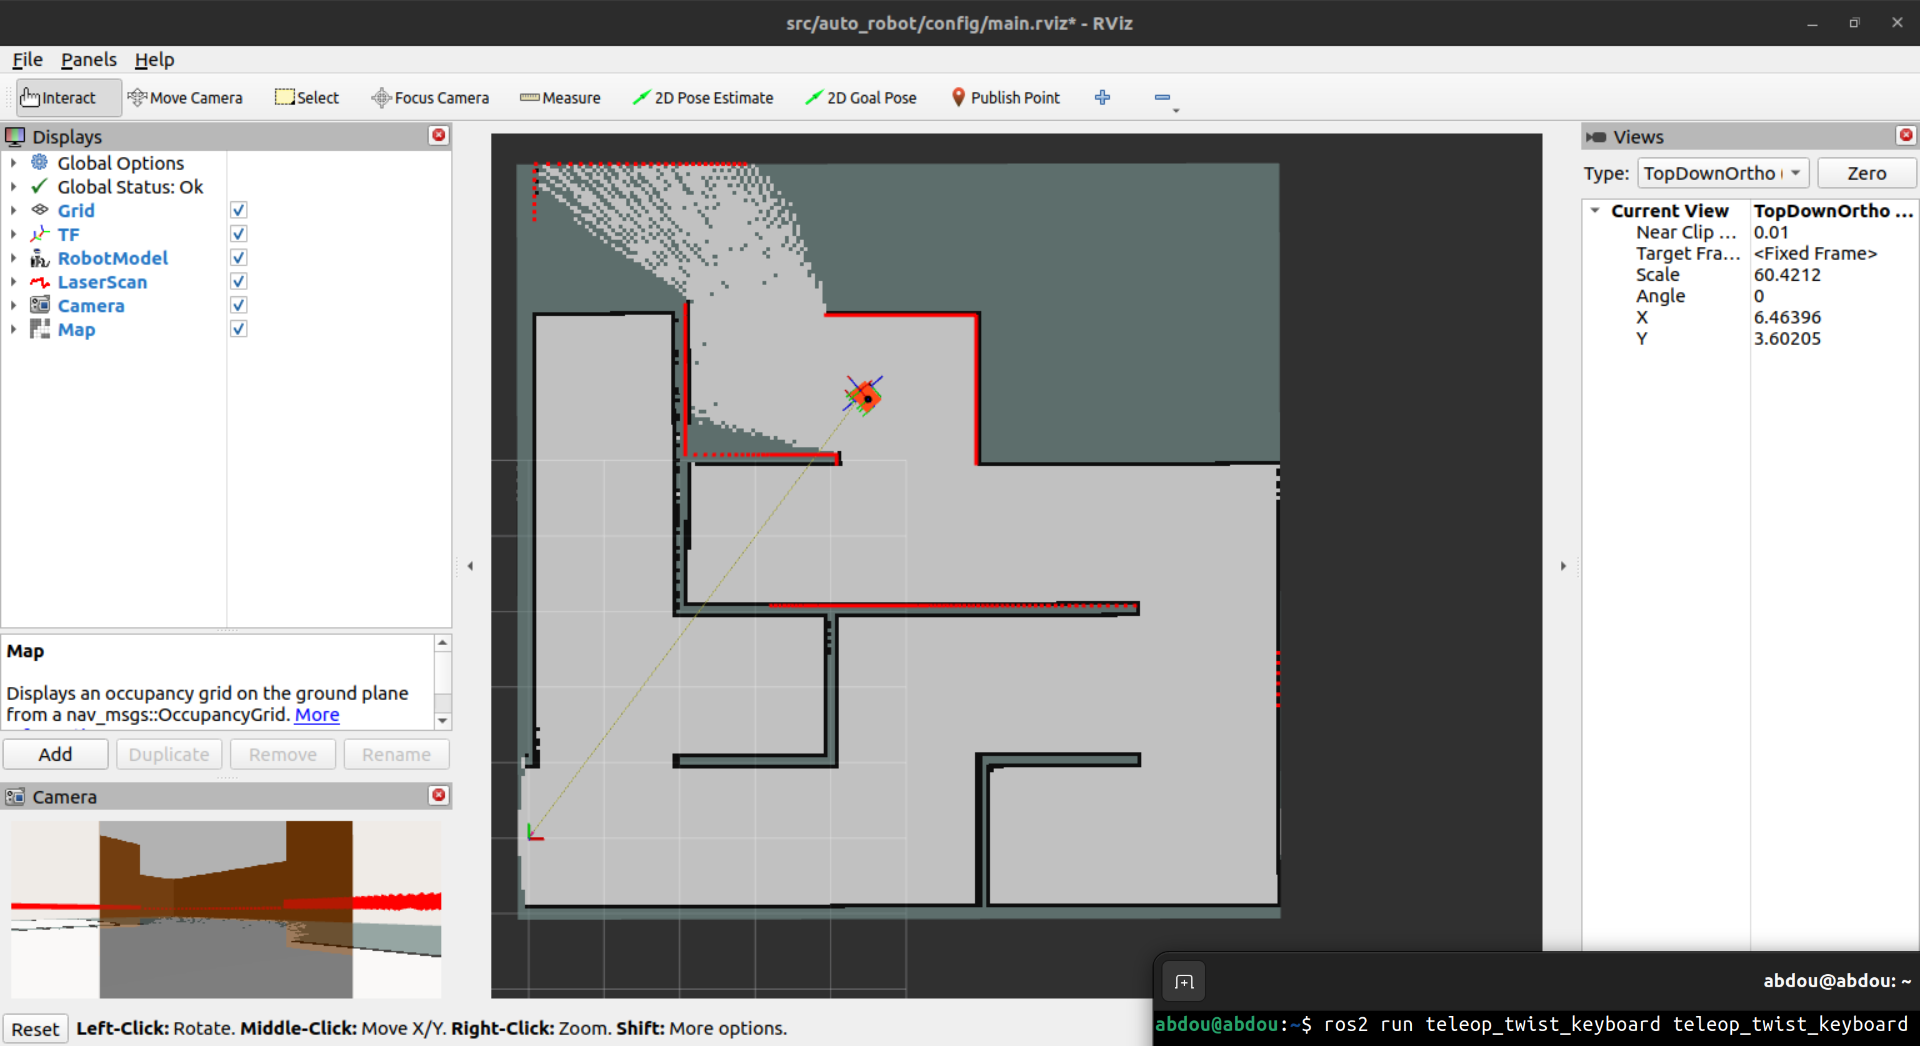 src/auto_robot/config/main.rviz* - RViz
File Panels Help
Interact Move Camera Select Focus Camera Measure 2D Pose Estimate 2D Goal Pose Publish Point
Displays
Global Options
Global Status: Ok
Grid
TF
RobotModel
LaserScan
Camera
Map
Map
Displays an occupancy grid on the ground plane
from a nav_msgs::OccupancyGrid. More
Add Duplicate Remove Rename
Camera
Reset Left-Click: Rotate. Middle-Click: Move X/Y. Right-Click: Zoom. Shift: More options.
Views
Type: TopDownOrtho ( Zero
Current View TopDownOrtho ...
Near Clip ... 0.01
Target Fra... <Fixed Frame>
Scale 60.4212
Angle 0
X 6.46396
Y 3.60205
abdou@abdou: ~
abdou@abdou:~$ ros2 run teleop_twist_keyboard teleop_twist_keyboard